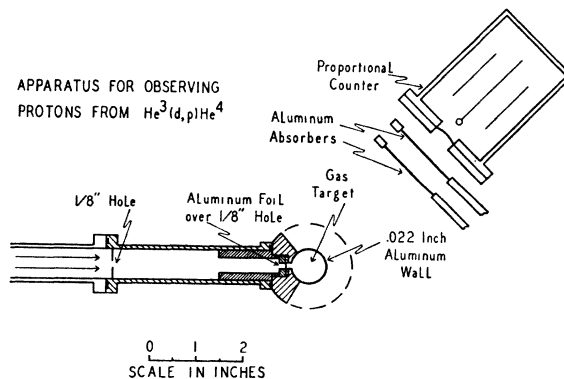 APPARATUS FOR OBSERVING
PROTONS FROM He³(d,p)He⁴
Proportional
Counter
Aluminum
Absorbers
1/8" Hole
Aluminum Foil
over 1/8" Hole
Gas
Target
.022 Inch
Aluminum
Wall
0 1 2
SCALE IN INCHES